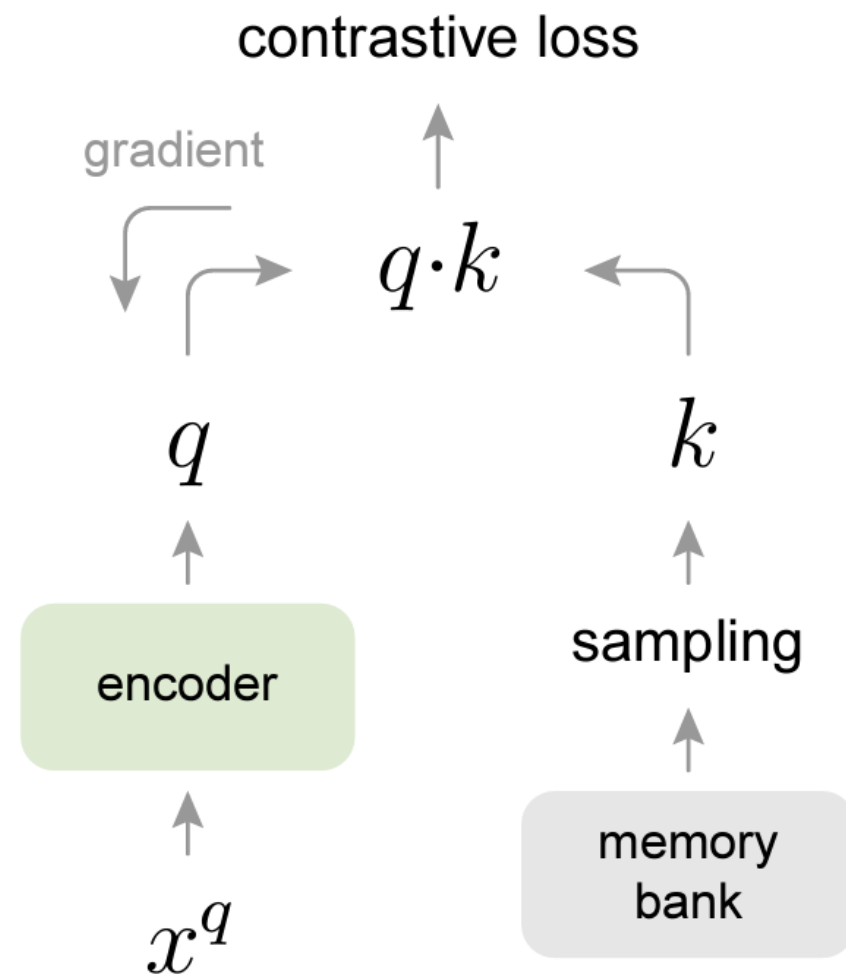 contrastive loss
gradient
q·k
q
k
encoder
sampling
memory
bank
x^q